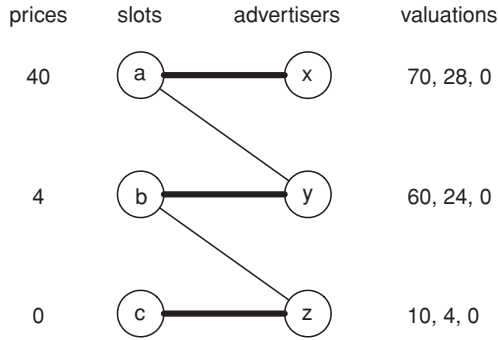 prices slots advertisers valuations
40 a x 70, 28, 0
4 b y 60, 24, 0
0 c z 10, 4, 0